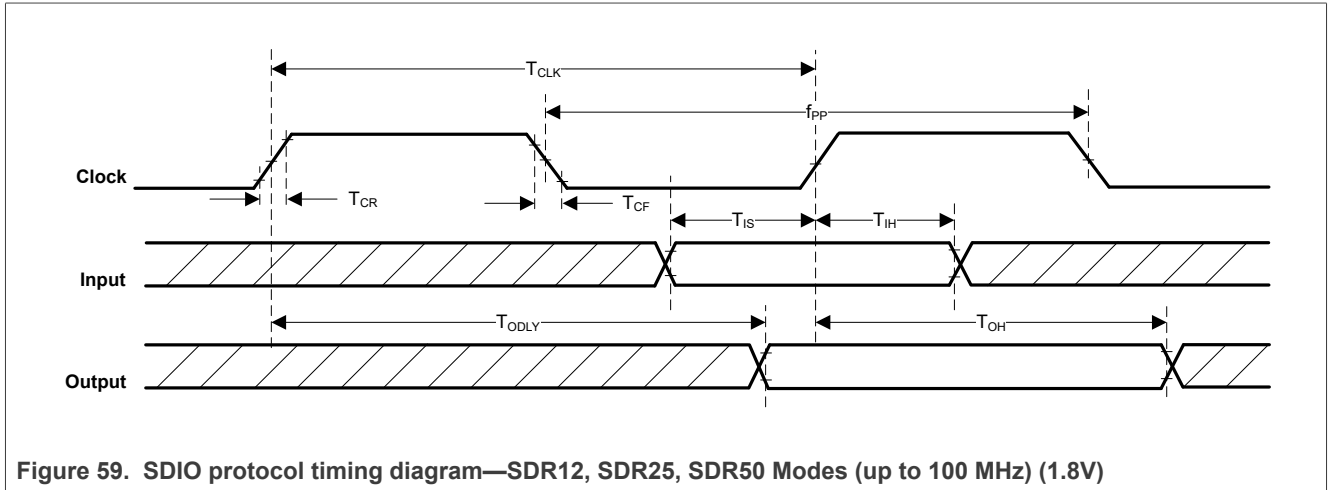 TCLK
fPP
Clock
TCR
TCF
TIS
TIH
Input
TODLY
TOH
Output
Figure 59. SDIO protocol timing diagram—SDR12, SDR25, SDR50 Modes (up to 100 MHz) (1.8V)